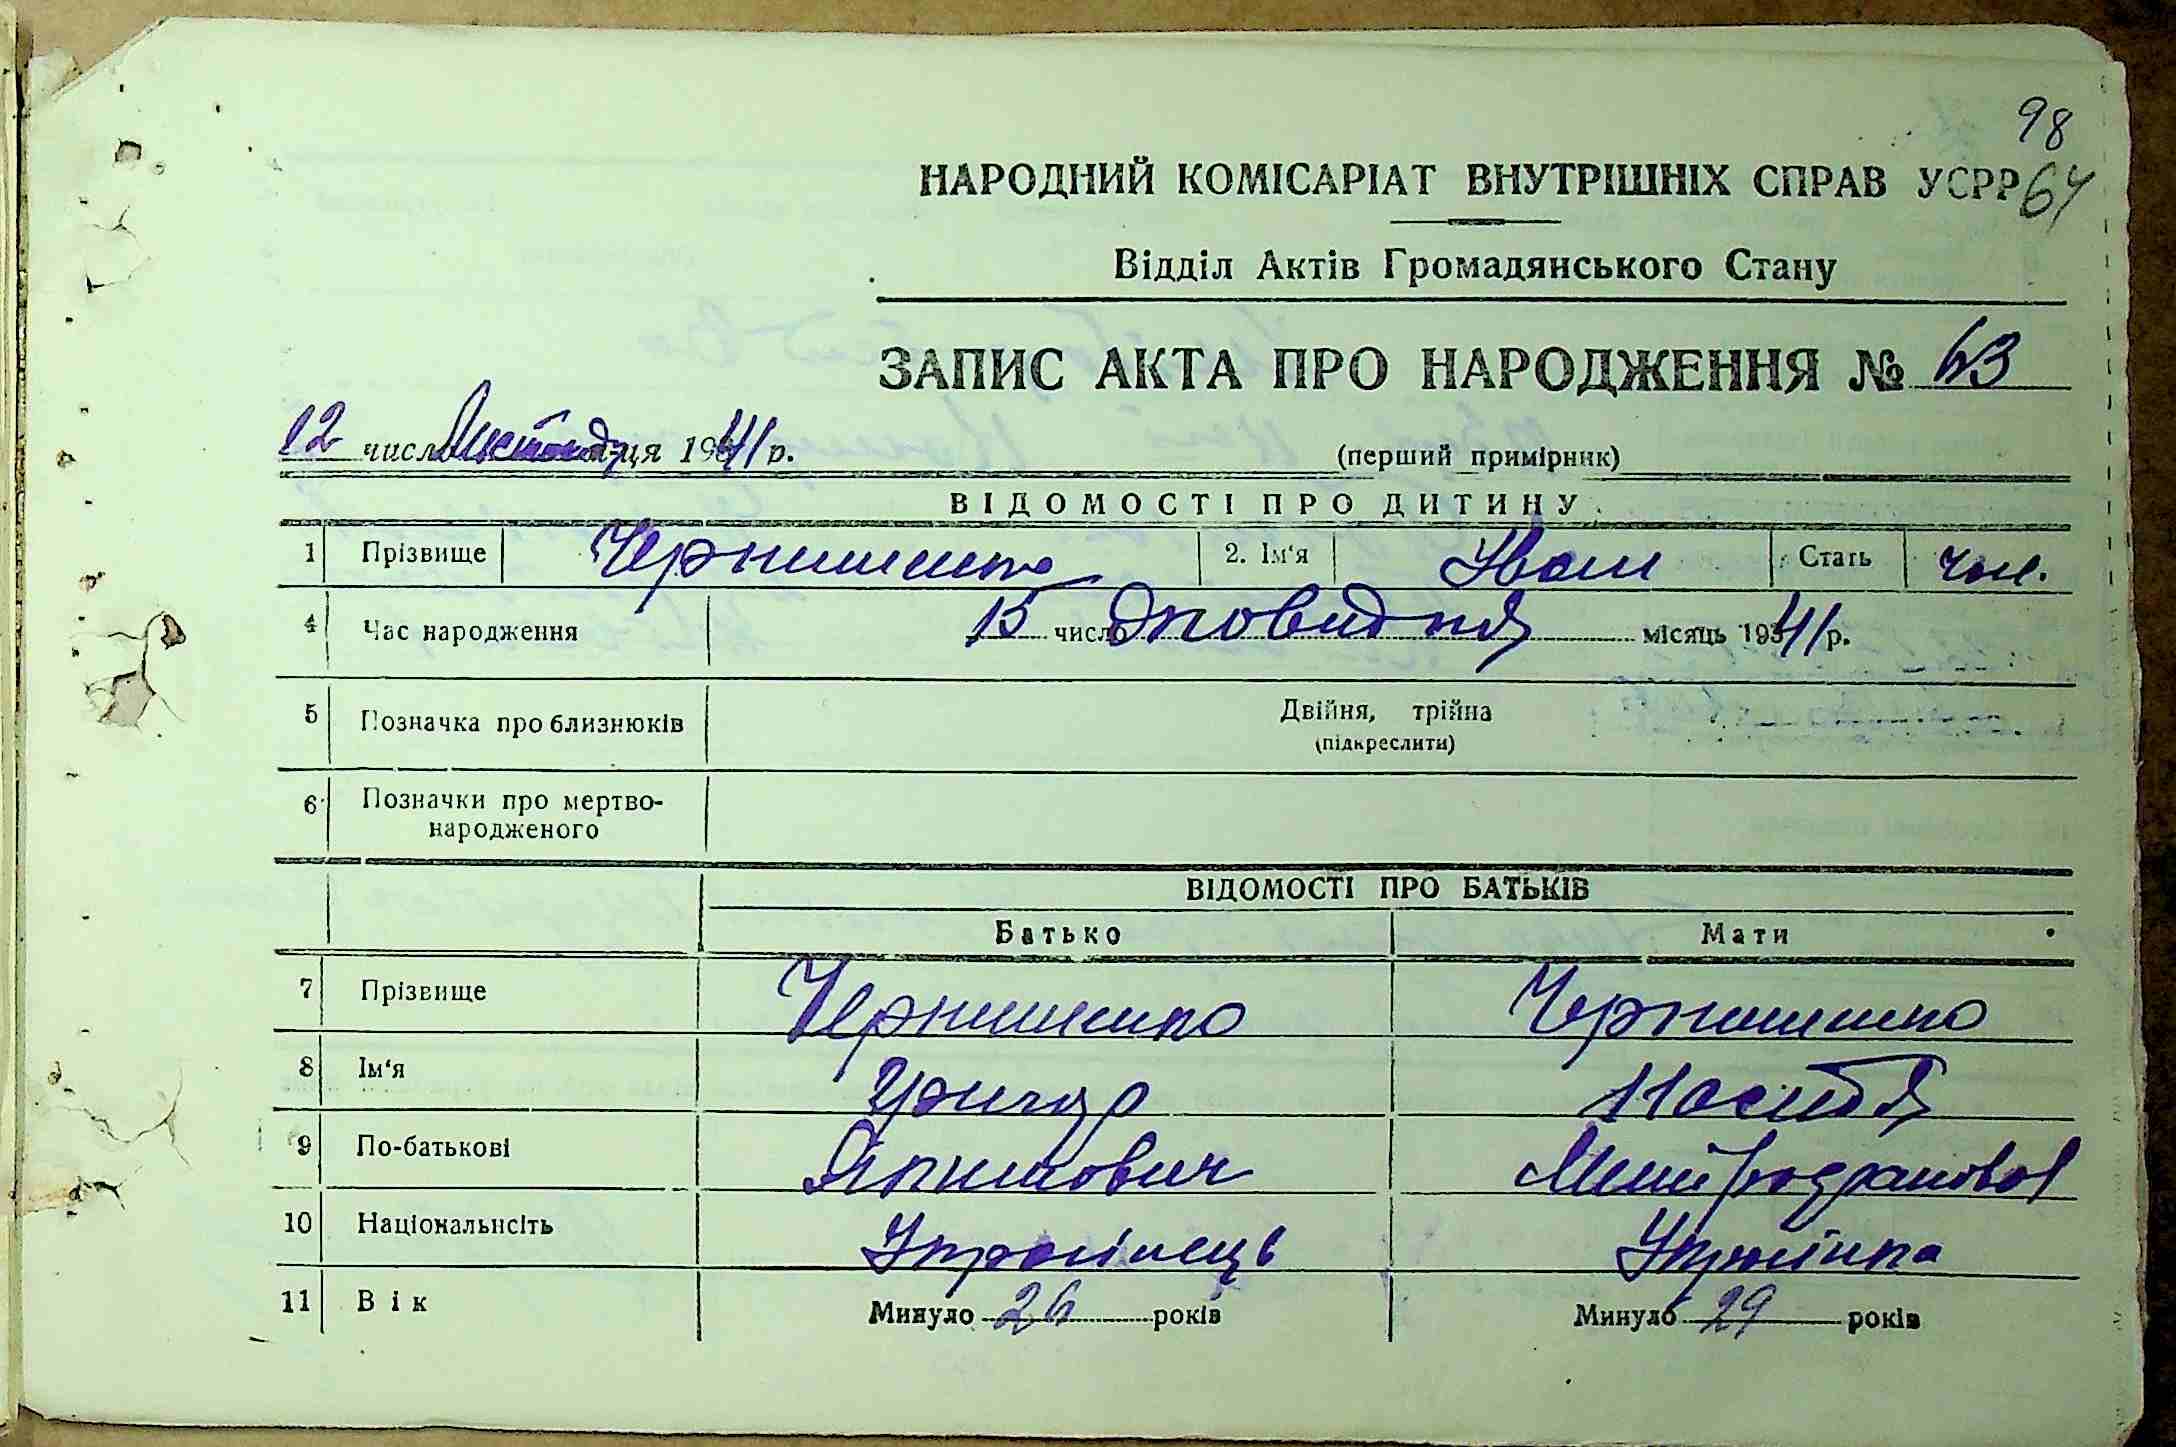 98
НАРОДНИЙ КОМІСАРІАТ ВНУТРІШНІХ СПРАВ УСРР 64
Відділ Актів Громадянського Стану
ЗАПИС АКТА ПРО НАРОДЖЕННЯ № 63
12 число Листопада місяця 1941 р. (перший примірник)
ВІДОМОСТІ ПРО ДИТИНУ
1 Прізвище Чернишенко 2. Ім'я Іван Стать чол.
4 Час народження 15 число жовтня місяць 1941 р.
5 Позначка про близнюків Двійня, трійна
(підкреслити)
6 Позначки про мертво-
народженого
ВІДОМОСТІ ПРО БАТЬКІВ
Батько Мати
7 Прізвище Чернишенко Чернишенко
8 Ім'я Григор Настя
9 По-батькові Якимович Митрофановна
10 Національність Українець Українка
11 Вік Минуло 26 років Минуло 29 років